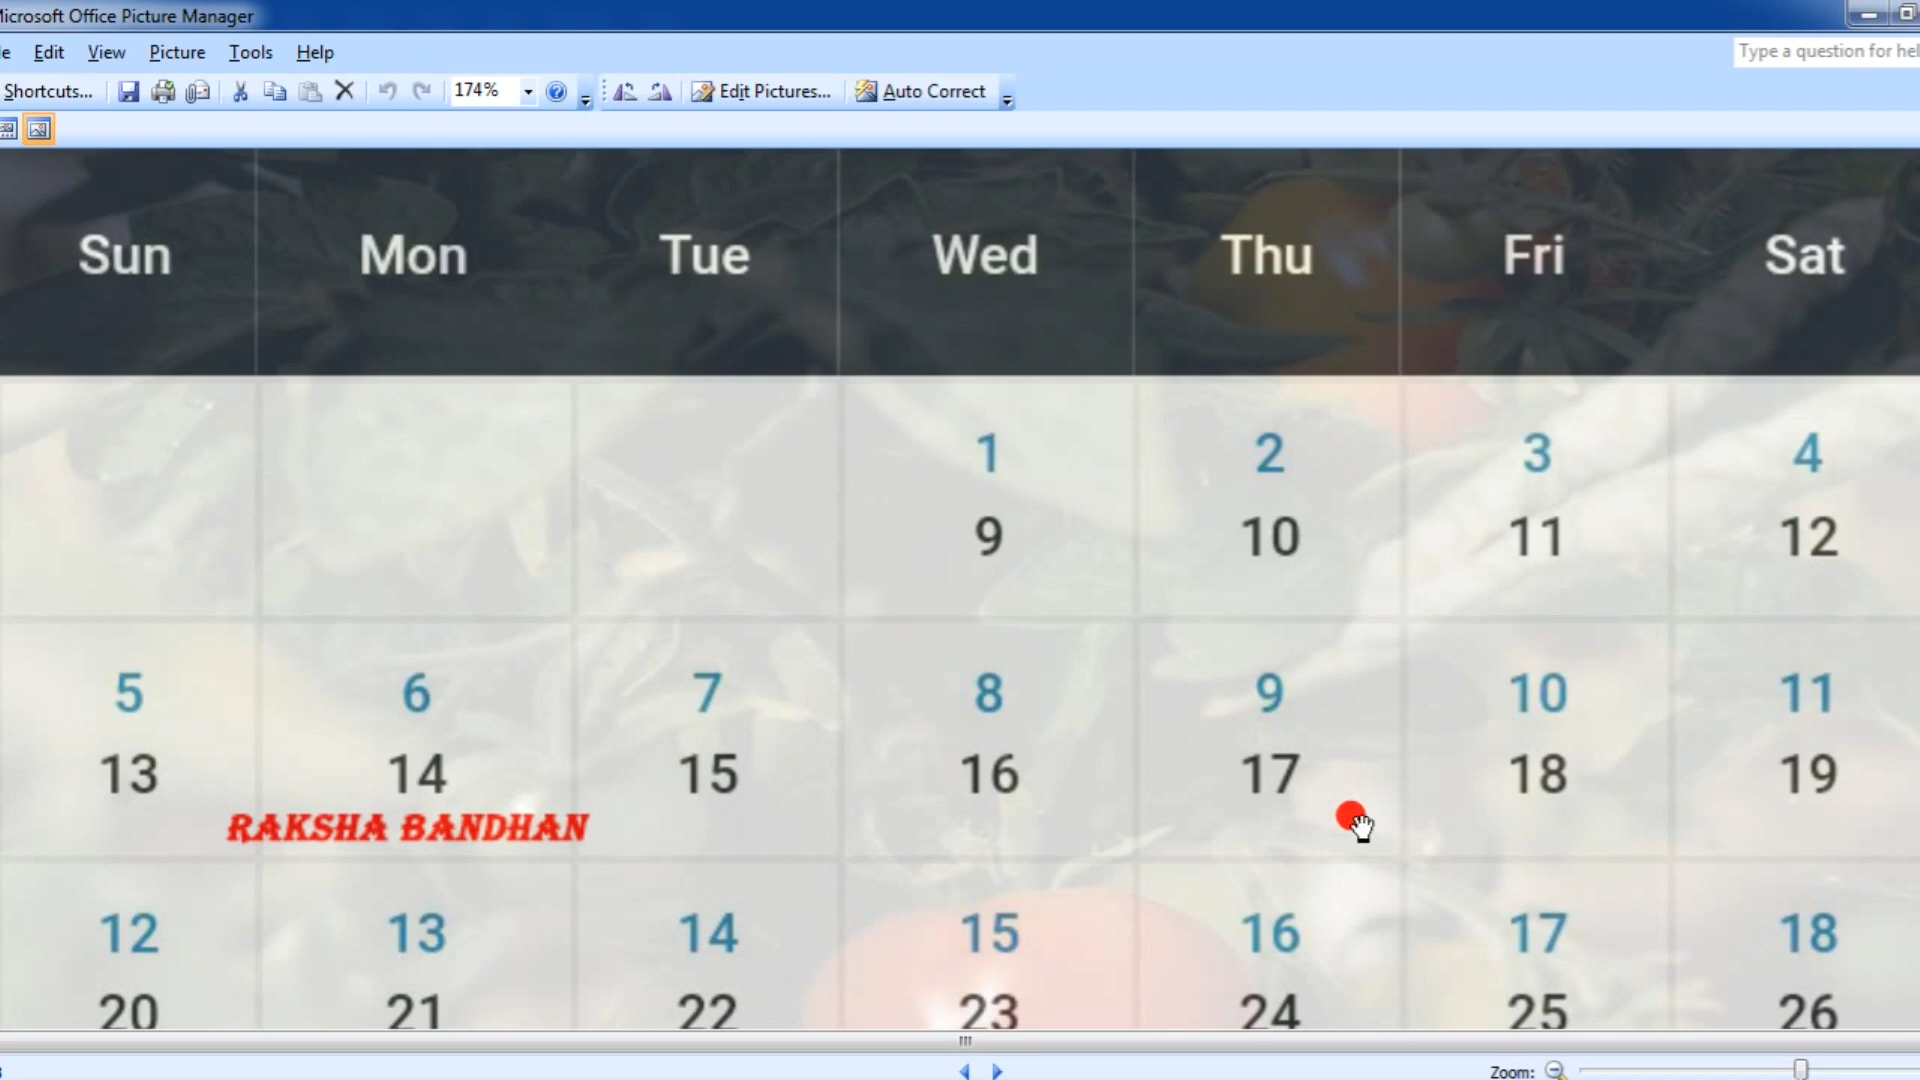 Microsoft Office Picture Manager
Edit View Picture Tools Help
Type a question for hel
Shortcuts... 174% Edit Pictures... Auto Correct
Sun Mon Tue Wed Thu Fri Sat
1 2 3 4
9 10 11 12
5 6 7 8 9 10 11
13 14 15 16 17 18 19
RAKSHA BANDHAN
12 13 14 15 16 17 18
20 21 22 23 24 25 26
Zoom: